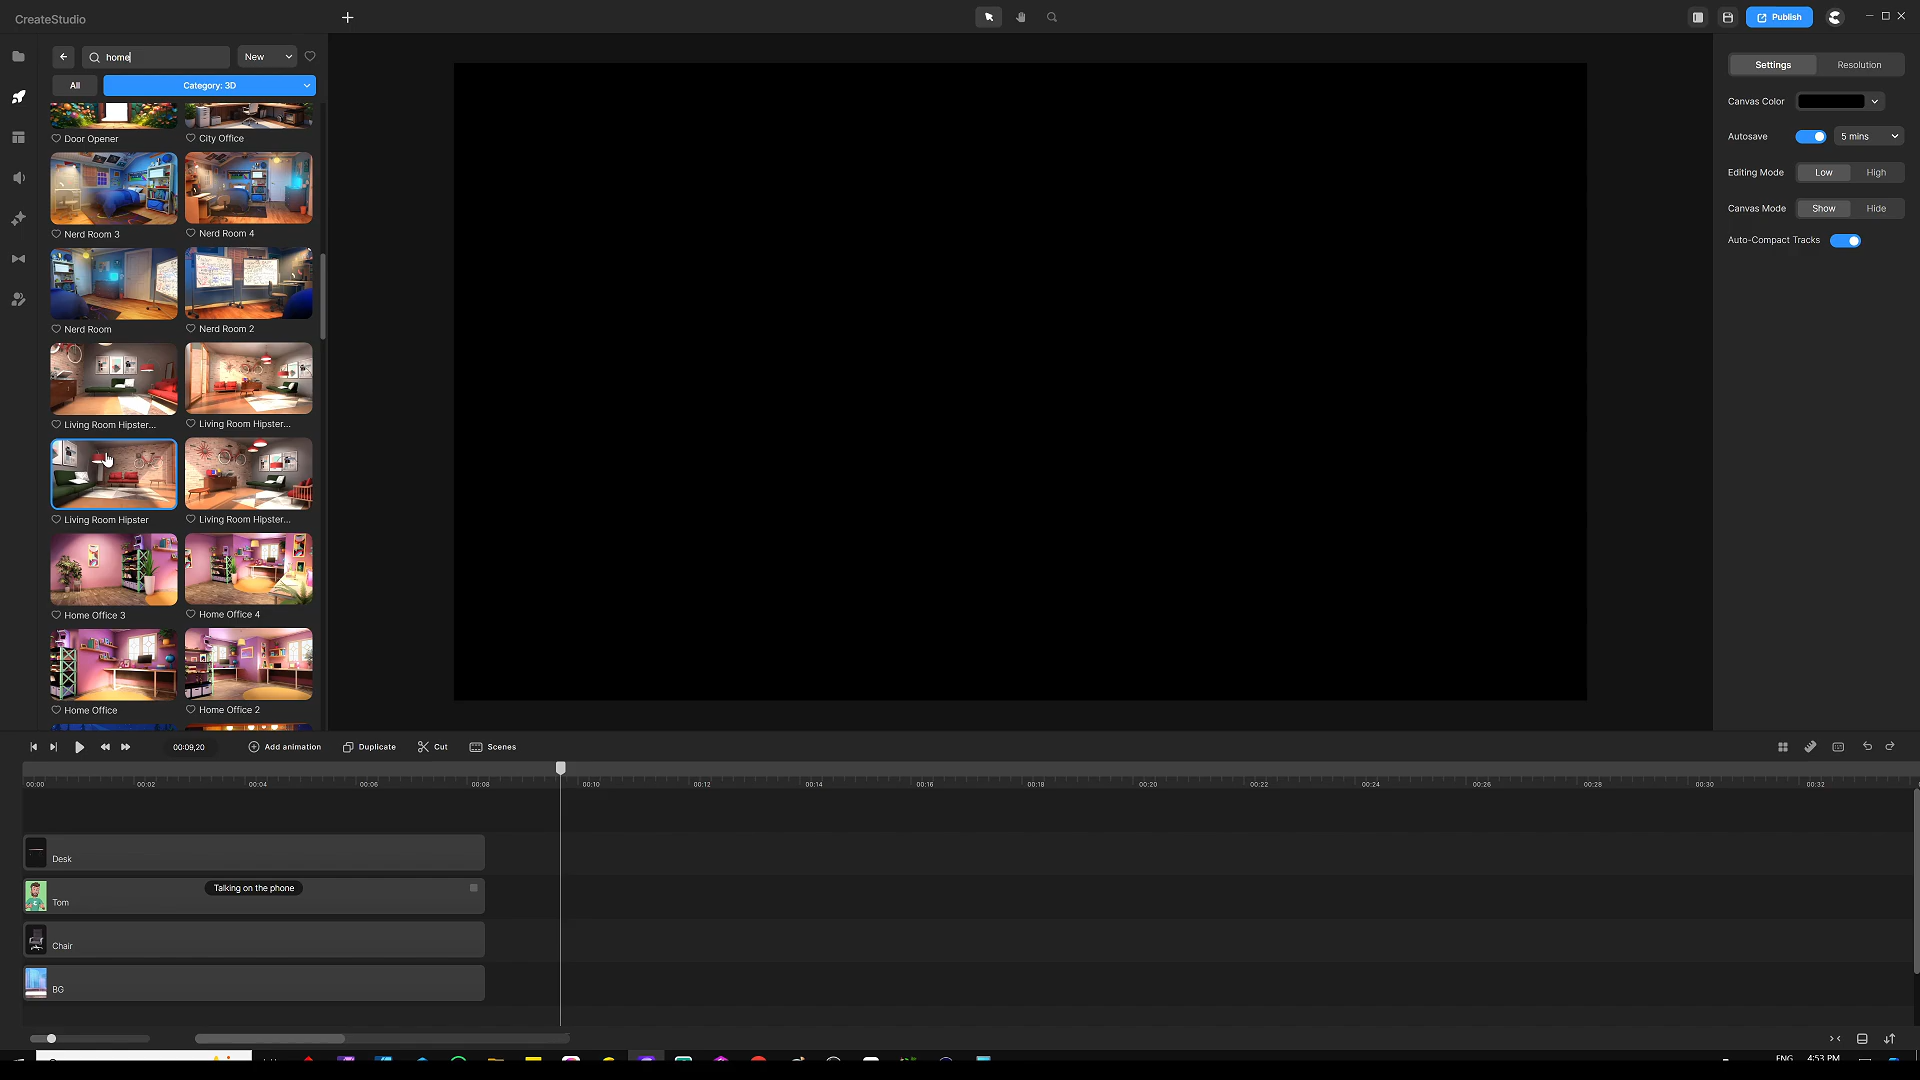 CreateStudio
Publish
home
New
All
Category: 3D
Door Opener
City Office
Nerd Room 3
Nerd Room 4
Nerd Room
Nerd Room 2
Living Room Hipster...
Living Room Hipster...
Living Room Hipster
Living Room Hipster...
Home Office 3
Home Office 4
Home Office
Home Office 2
Settings
Resolution
Canvas Color
Autosave
5 mins
Editing Mode
Low
High
Canvas Mode
Show
Hide
Auto-Compact Tracks
00:09,20
Add animation
Duplicate
Cut
Scenes
00:00
00:02
00:04
00:06
00:08
00:10
00:12
00:14
00:16
00:18
00:20
00:22
00:24
00:26
00:28
00:30
00:32
Desk
Talking on the phone
Tom
Chair
BG
ENG
4:53 PM